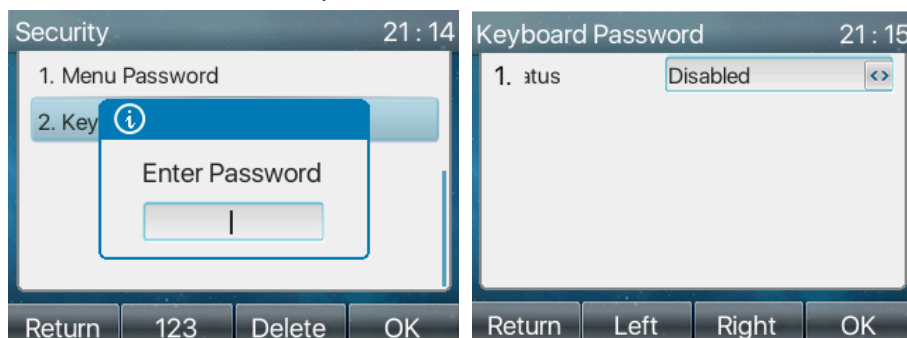 Security 21:14
1. Menu Password
2. Key
Enter Password
Return 123 Delete OK
Keyboard Password 21:15
1. atus Disabled <>
Return Left Right OK